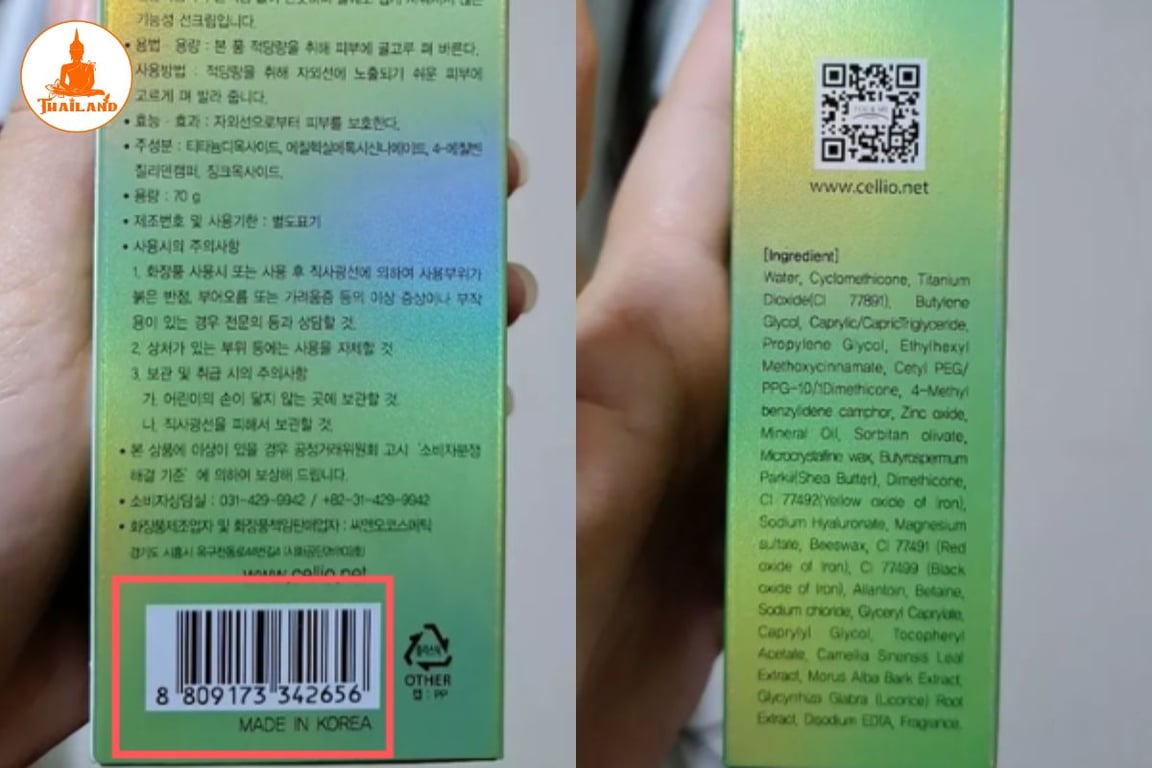 THAILAND
기능성 선크림입니다.
• 용법 · 용량 : 본 품 적당량을 취해 피부에 골고루 펴 바른다.
사용방법 : 적당량을 취해 자외선에 노출되기 쉬운 피부에
고르게 펴 발라 줍니다.
• 효능 · 효과 : 자외선으로부터 피부를 보호한다.
• 주성분 : 티타늄디옥사이드, 에칠헥실메톡시신나메이트, 4-메칠벤
질리덴캠퍼, 징크옥사이드.
• 용량 : 70 g
• 제조번호 및 사용기한 : 별도표기
• 사용시의 주의사항
1. 화장품 사용시 또는 사용 후 직사광선에 의하여 사용부위가
붉은 반점, 부어오름 또는 가려움증 등의 이상 증상이나 부작
용이 있는 경우 전문의 등과 상담할 것.
2. 상처가 있는 부위 등에는 사용을 자제할 것
3. 보관 및 취급 시의 주의사항
가. 어린이의 손이 닿지 않는 곳에 보관할 것.
나. 직사광선을 피해서 보관할 것.
• 본 상품에 이상이 있을 경우 공정거래위원회 고시 '소비자분쟁
해결 기준' 에 의하여 보상해 드립니다.
• 소비자상담실 : 031-429-9942 / +82-31-429-9942
• 화장품제조업자 및 화장품책임판매업자 : 씨앤오코스메틱
경기도 시흥시
www.cellio.net
8 809173 342656
MADE IN KOREA
플라스틱
OTHER
캡 : PP
www.cellio.net
[Ingredient]
Water, Cyclomethicone, Titanium
Dioxide(CI 77891), Butylene
Glycol, Caprylic/CapricTriglyceride,
Propylene Glycol, Ethylhexyl
Methoxycinnamate, Cetyl PEG/
PPG-10/1Dimethicone, 4-Methyl
benzylidene camphor, Zinc oxide,
Mineral Oil, Sorbitan olivate,
Microcrystalline wax, Butyrospermum
Parkii(Shea Butter), Dimethicone,
CI 77492(Yellow oxide of Iron),
Sodium Hyaluronate, Magnesium
sulfate, Beeswax, CI 77491 (Red
oxide of Iron), CI 77499 (Black
oxide of Iron), Allantoin, Betaine,
Sodium chloride, Glyceryl Caprylate,
Caprylyl Glycol, Tocopheryl
Acetate, Camellia Sinensis Leaf
Extract, Morus Alba Bark Extract,
Glycyrrhiza Glabra (Licorice) Root
Extract, Disodium EDTA, Fragrance.